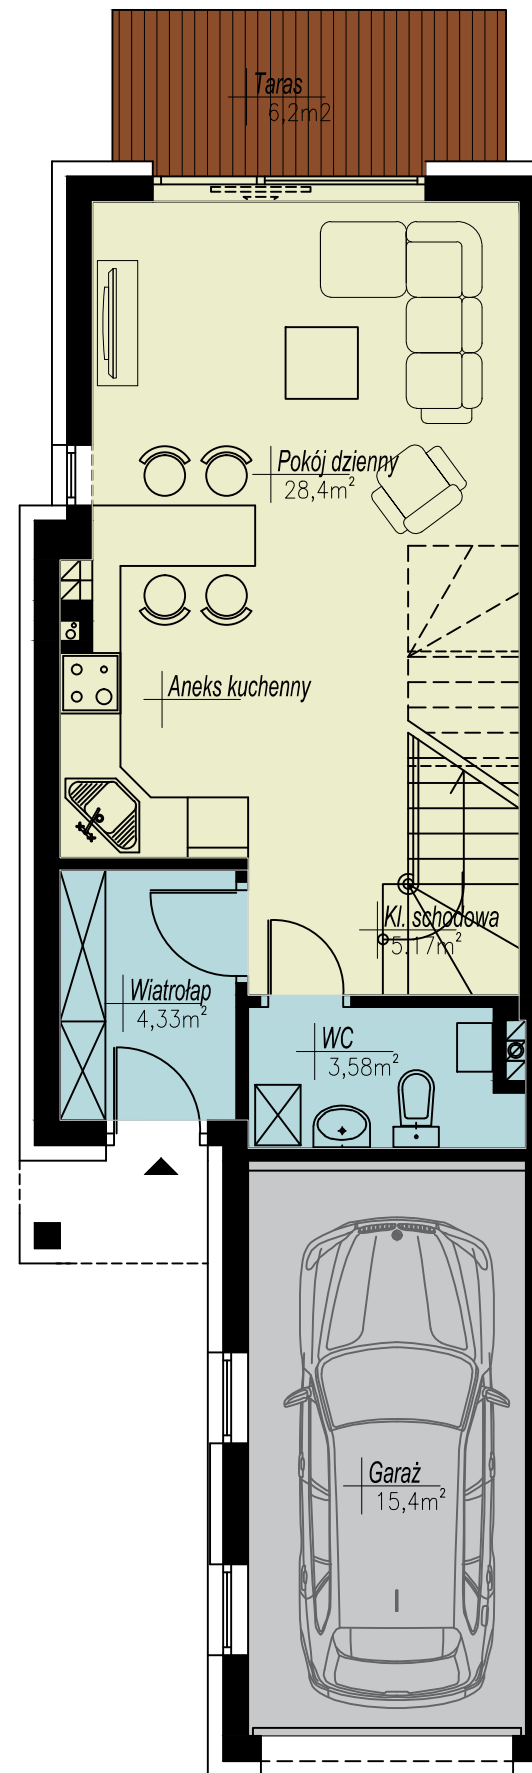 Taras
6,2m2
Pokój dzienny
28,4m²
Aneks kuchenny
Kl. schodowa
5.17m²
Wiatrołap
4,33m²
WC
3,58m²
Garaż
15,4m²